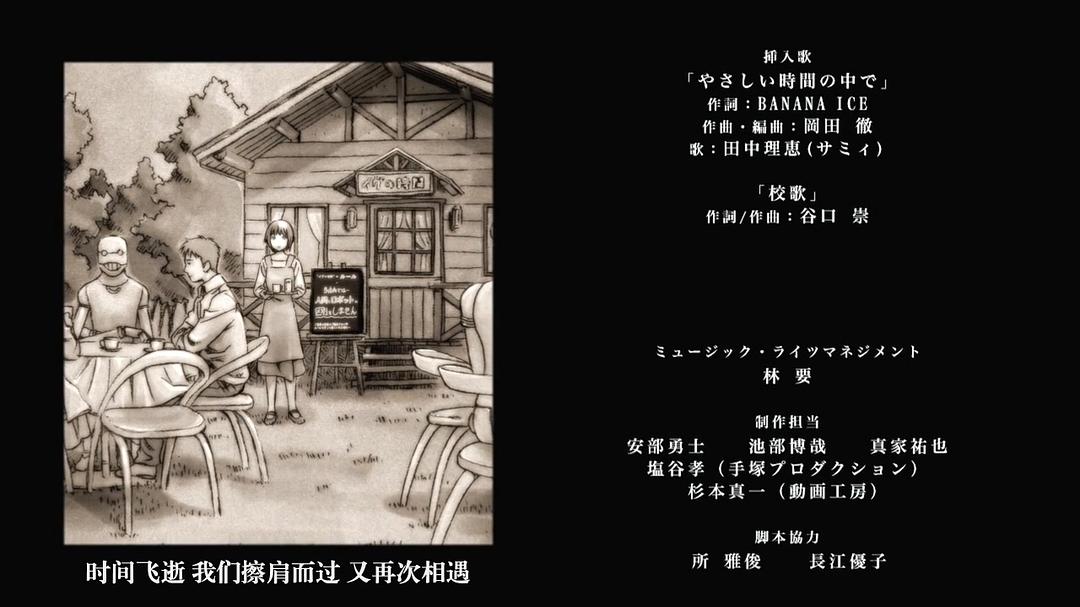 イヴの時間
ルール
人間とロボットを
区別しません
时间飞逝 我们擦肩而过 又再次相遇
挿入歌
「やさしい時間の中で」
作詞：BANANA ICE
作曲・編曲：岡田 徹
歌：田中理恵(サミィ)
「校歌」
作詞/作曲：谷口 崇
ミュージック・ライツマネジメント
林 要
制作担当
安部勇士 池部博哉 真家祐也
塩谷孝（手塚プロダクション）
杉本真一（動画工房）
脚本協力
所 雅俊 長江優子